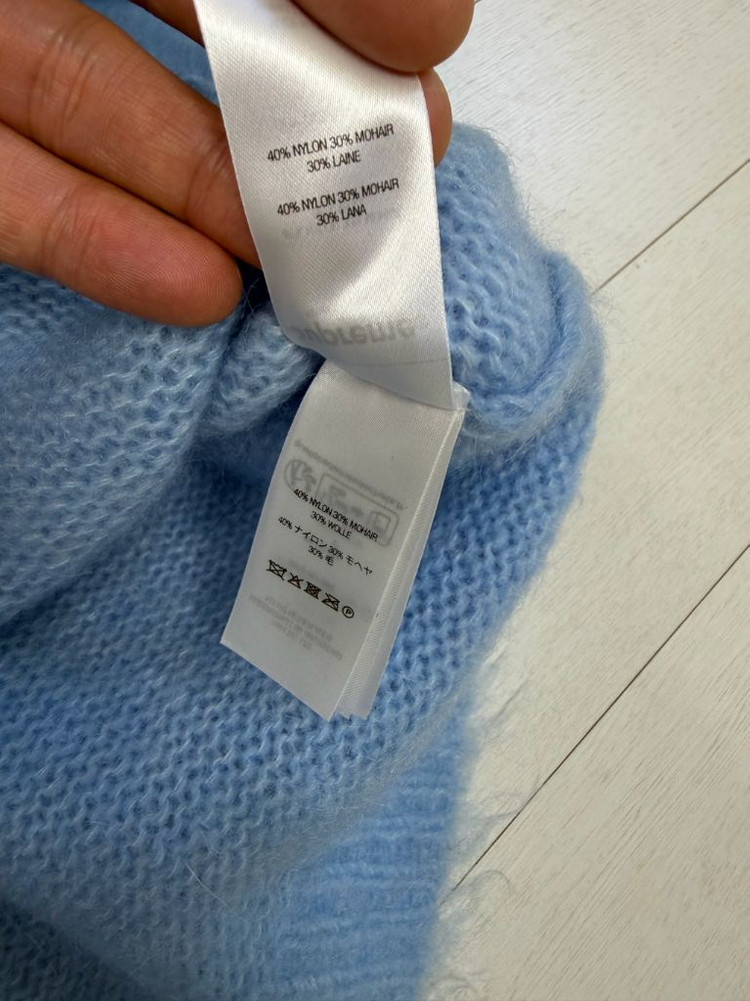 40% NYLON 30% MOHAIR
30% LAINE
40% NYLON 30% MOHAIR
30% LANA
Supreme
40% NYLON 30% MOHAIR
30% WOLLE
40% ナイロン 30% モヘヤ
30% 毛